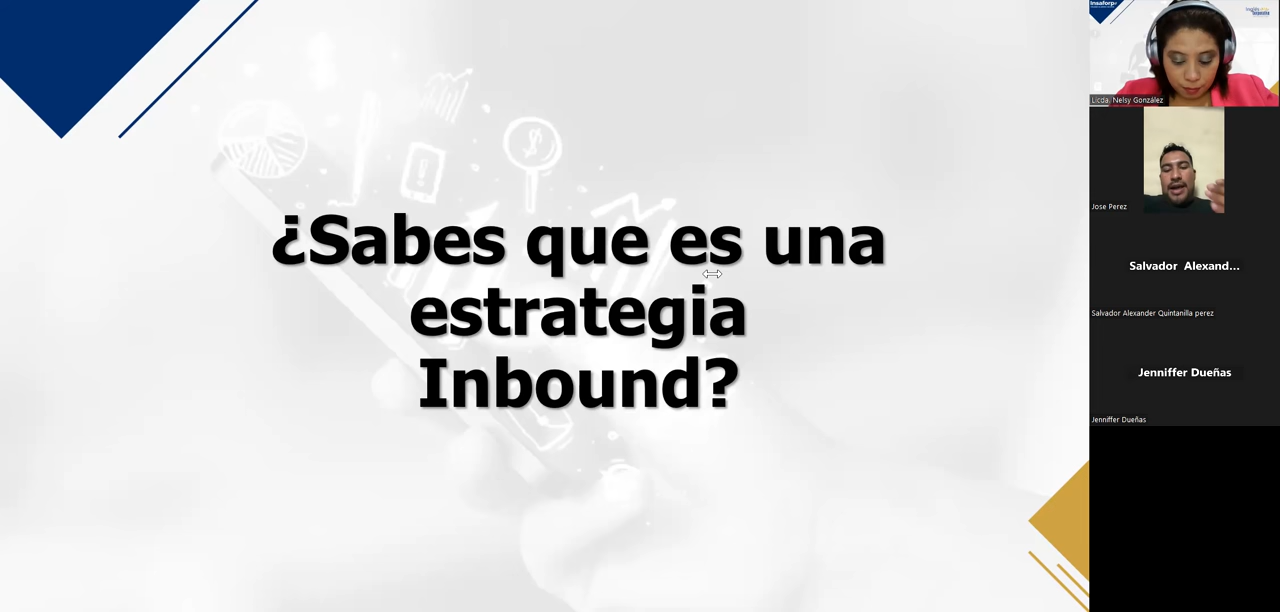 ¿Sabes que es una
estrategia
Inbound?
Insaforp
Licda. Nelsy González
Jose Perez
Salvador Alexand...
Salvador Alexander Quintanilla perez
Jenniffer Dueñas
Jenniffer Dueñas